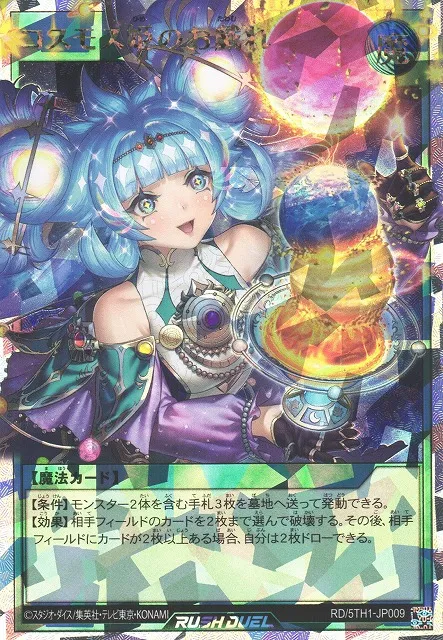 コスモス姫のお戯れ
【魔法カード】
【条件】モンスター2体を含む手札3枚を墓地へ送って発動できる。
【効果】相手フィールドのカードを2枚まで選んで破壊する。その後、相手
フィールドにカードが2枚以上ある場合、自分は2枚ドローできる。
©スタジオ・ダイス/集英社・テレビ東京・KONAMI
RUSH DUEL
RD/5TH1-JP009